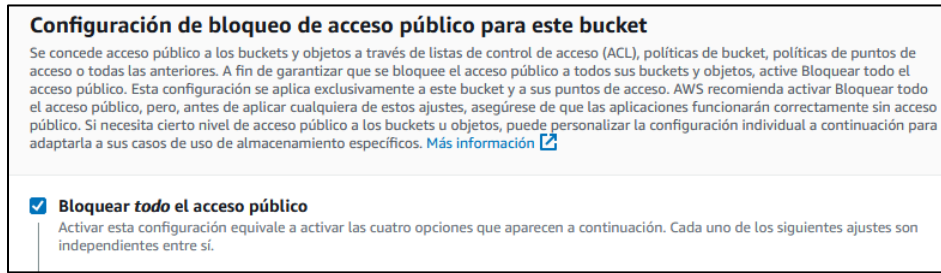 Configuración de bloqueo de acceso público para este bucket
Se concede acceso público a los buckets y objetos a través de listas de control de acceso (ACL), políticas de bucket, políticas de puntos de
acceso o todas las anteriores. A fin de garantizar que se bloquee el acceso público a todos sus buckets y objetos, active Bloquear todo el
acceso público. Esta configuración se aplica exclusivamente a este bucket y a sus puntos de acceso. AWS recomienda activar Bloquear todo
el acceso público, pero, antes de aplicar cualquiera de estos ajustes, asegúrese de que las aplicaciones funcionarán correctamente sin acceso
público. Si necesita cierto nivel de acceso público a los buckets u objetos, puede personalizar la configuración individual a continuación para
adaptarla a sus casos de uso de almacenamiento específicos. Más información
Bloquear todo el acceso público
Activar esta configuración equivale a activar las cuatro opciones que aparecen a continuación. Cada uno de los siguientes ajustes son
independientes entre sí.